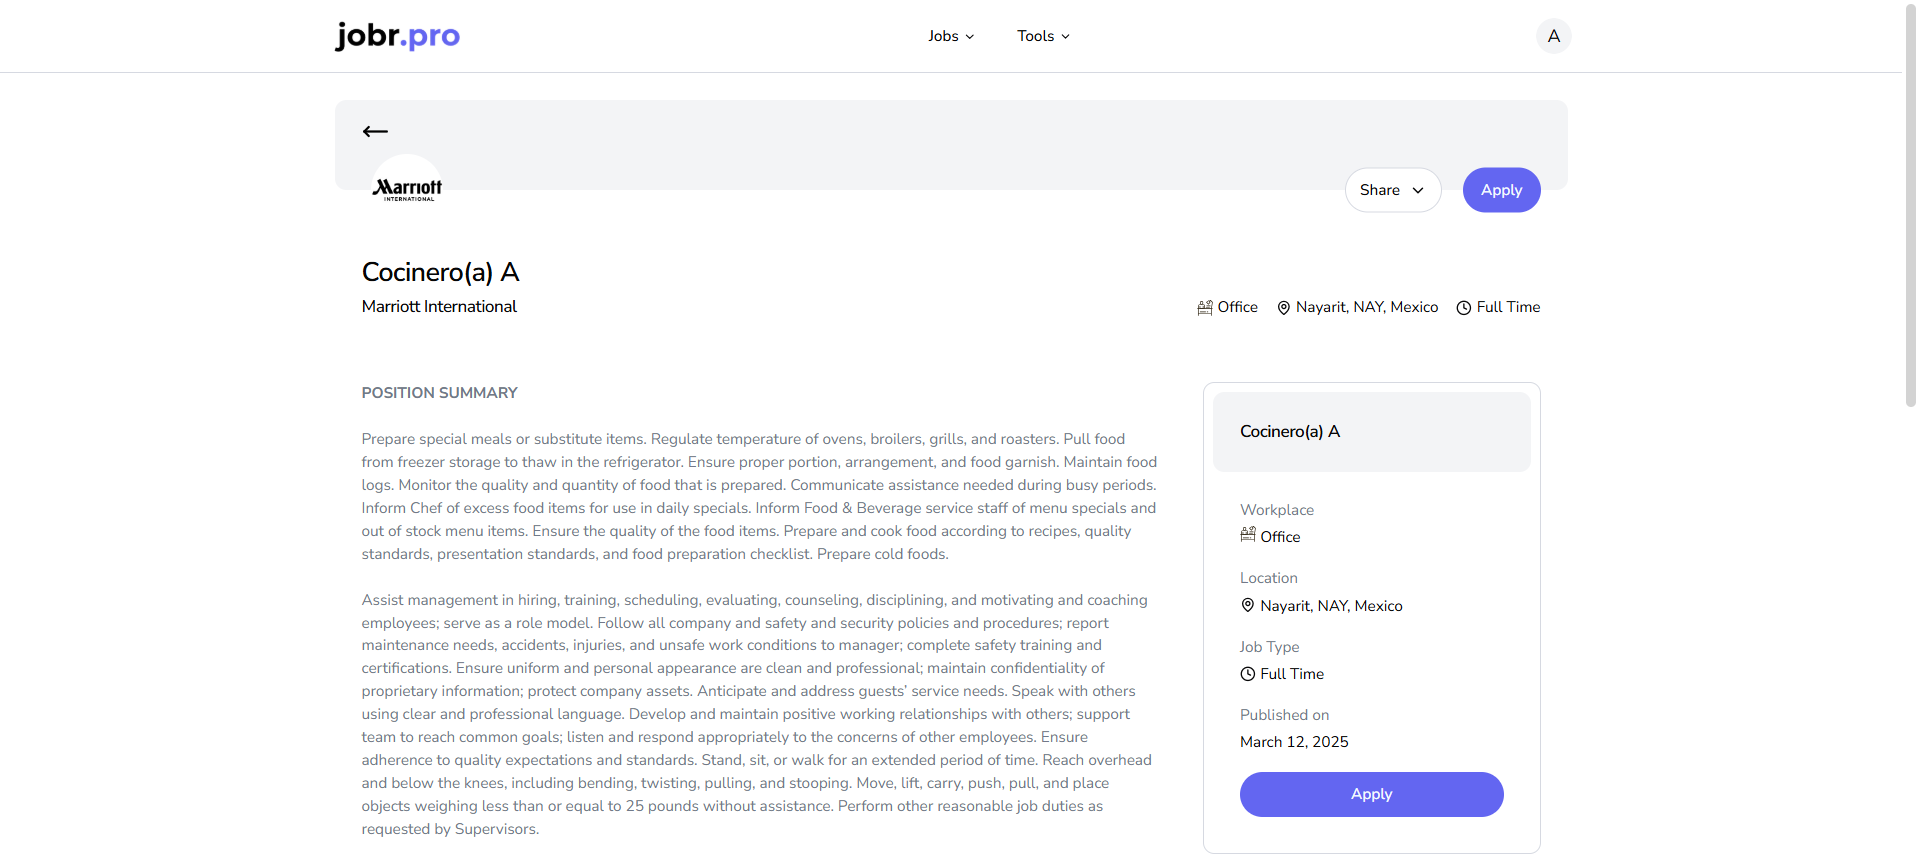 jobr.pro
Jobs
Tools
A
Marriott
INTERNATIONAL
Share
Apply
Cocinero(a) A
Marriott International
Office
Nayarit, NAY, Mexico
Full Time
POSITION SUMMARY
Prepare special meals or substitute items. Regulate temperature of ovens, broilers, grills, and roasters. Pull food
from freezer storage to thaw in the refrigerator. Ensure proper portion, arrangement, and food garnish. Maintain food
logs. Monitor the quality and quantity of food that is prepared. Communicate assistance needed during busy periods.
Inform Chef of excess food items for use in daily specials. Inform Food & Beverage service staff of menu specials and
out of stock menu items. Ensure the quality of the food items. Prepare and cook food according to recipes, quality
standards, presentation standards, and food preparation checklist. Prepare cold foods.
Assist management in hiring, training, scheduling, evaluating, counseling, disciplining, and motivating and coaching
employees; serve as a role model. Follow all company and safety and security policies and procedures; report
maintenance needs, accidents, injuries, and unsafe work conditions to manager; complete safety training and
certifications. Ensure uniform and personal appearance are clean and professional; maintain confidentiality of
proprietary information; protect company assets. Anticipate and address guests’ service needs. Speak with others
using clear and professional language. Develop and maintain positive working relationships with others; support
team to reach common goals; listen and respond appropriately to the concerns of other employees. Ensure
adherence to quality expectations and standards. Stand, sit, or walk for an extended period of time. Reach overhead
and below the knees, including bending, twisting, pulling, and stooping. Move, lift, carry, push, pull, and place
objects weighing less than or equal to 25 pounds without assistance. Perform other reasonable job duties as
requested by Supervisors.
Cocinero(a) A
Workplace
Office
Location
Nayarit, NAY, Mexico
Job Type
Full Time
Published on
March 12, 2025
Apply